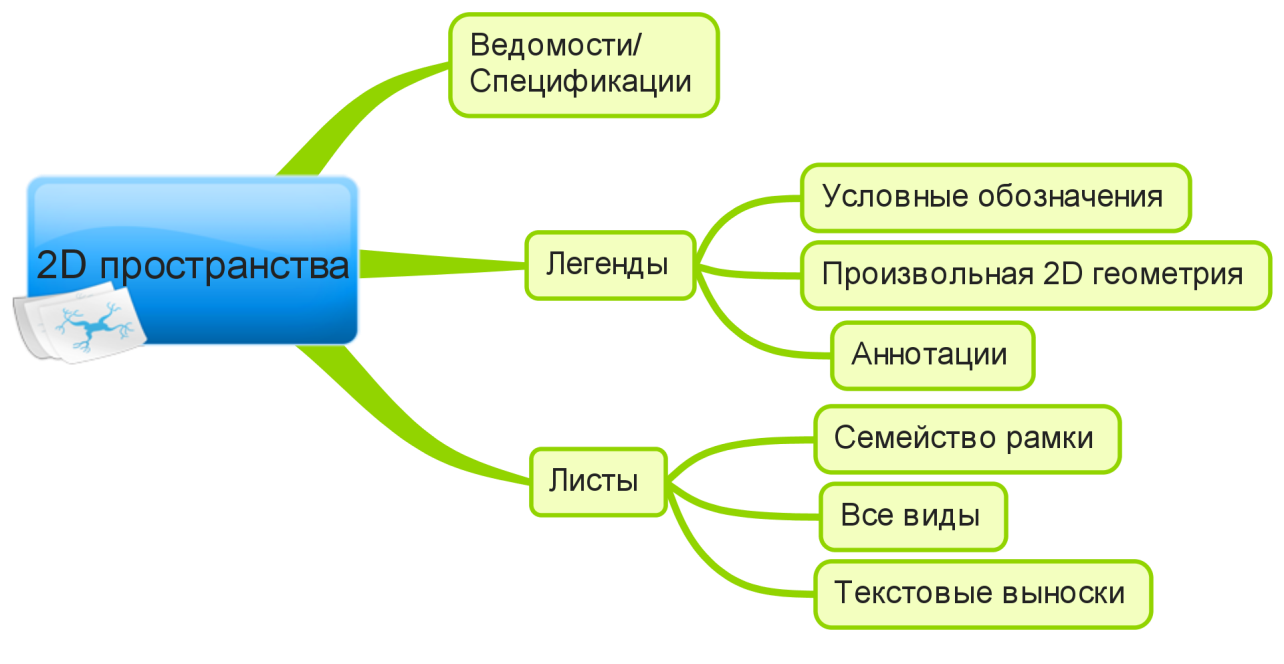 2D пространства
Ведомости/
Спецификации
Легенды
Условные обозначения
Произвольная 2D геометрия
Аннотации
Листы
Семейство рамки
Все виды
Текстовые выноски